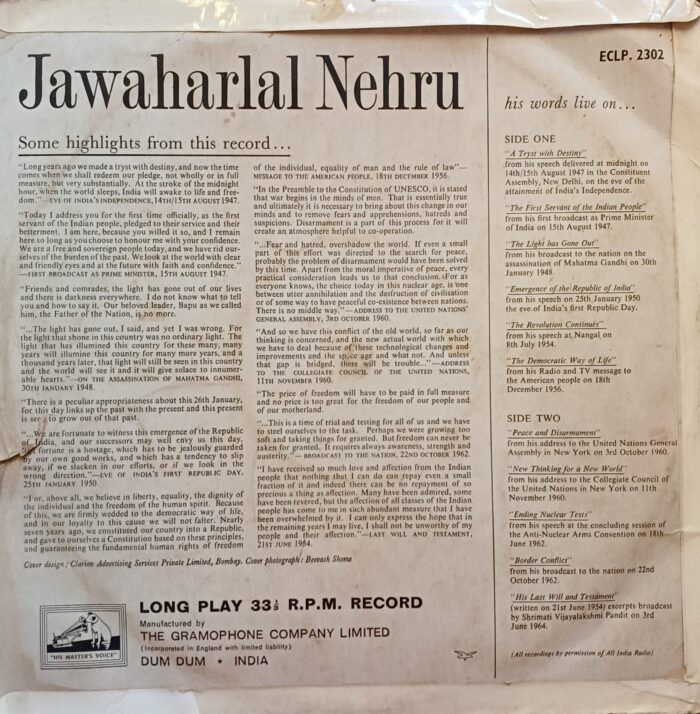 ECLP. 2302
Jawaharlal Nehru
Some highlights from this record...
"Long years ago we made a tryst with destiny, and now the time
comes when we shall redeem our pledge, not wholly or in full
measure, but very substantially. At the stroke of the midnight
hour, when the world sleeps, India will awake to life and free-
dom."—EVE OF INDIA'S INDEPENDENCE, 14TH/15TH AUGUST 1947.
"Today I address you for the first time officially, as the first
servant of the Indian people, pledged to their service and their
betterment. I am here, because you willed it so, and I remain
here so long as you choose to honour me with your confidence.
We are a free and sovereign people today, and we have rid our-
selves of the burden of the past. We look at the world with clear
and friendly eyes and at the future with faith and confidence."
—FIRST BROADCAST AS PRIME MINISTER, 15TH AUGUST 1947.
"Friends and comrades, the light has gone out of our lives
and there is darkness everywhere. I do not know what to tell
you and how to say it. Our beloved leader, Bapu as we called
him, the Father of the Nation, is no more.
"...The light has gone out, I said, and yet I was wrong. For
the light that shone in this country was no ordinary light. The
light that has illumined this country for these many, many
years will illumine this country for many more years, and a
thousand years later, that light will still be seen in this country
and the world will see it and it will give solace to innumer-
able hearts."—ON THE ASSASSINATION OF MAHATMA GANDHI,
30TH JANUARY 1948.
"There is a peculiar appropriateness about this 26th January,
for this day links up the past with the present and this present
is seen to grow out of that past.
"...We are fortunate to witness this emergence of the Republic
of India, and our successors may well envy us this day.
But fortune is a hostage, which has to be jealously guarded
by our own good works, and which has a tendency to slip
away, if we slacken in our efforts, or if we look in the
wrong direction."—EVE OF INDIA'S FIRST REPUBLIC DAY,
25TH JANUARY 1950.
"For, above all, we believe in liberty, equality, the dignity of
the individual and the freedom of the human spirit. Because
of this, we are firmly wedded to the democratic way of life,
and in our loyalty to this cause we will not falter. Nearly
seven years ago, we constituted our country into a Republic,
and gave to ourselves a Constitution based on these principles,
and guaranteeing the fundamental human rights of freedom
of the individual, equality of man and the rule of law"—
MESSAGE TO THE AMERICAN PEOPLE, 18TH DECEMBER 1956.
"In the Preamble to the Constitution of UNESCO, it is stated
that war begins in the minds of men. That is essentially true
and ultimately it is necessary to bring about this change in our
minds and to remove fears and apprehensions, hatreds and
suspicions. Disarmament is a part of this process for it will
create an atmosphere helpful to co-operation.
"...Fear and hatred, overshadow the world. If even a small
part of this effort was directed to the search for peace,
probably the problem of disarmament would have been solved
by this time. Apart from the moral imperative of peace, every
practical consideration leads us to that conclusion. For as
everyone knows, the choice today in this nuclear age, is one
between utter annihilation and the destruction of civilisation
or of some way to have peaceful co-existence between nations.
There is no middle way."—ADDRESS TO THE UNITED NATIONS'
GENERAL ASSEMBLY, 3RD OCTOBER 1960.
"And so we have this conflict of the old world, so far as our
thinking is concerned, and the new actual world with which
we have to deal because of these technological changes and
improvements and the space age and what not. And unless
that gap is bridged, there will be trouble..."—ADDRESS
TO THE COLLEGIATE COUNCIL OF THE UNITED NATIONS,
11TH NOVEMBER 1960.
"The price of freedom will have to be paid in full measure
and no price is too great for the freedom of our people and
of our motherland.
"...This is a time of trial and testing for all of us and we have
to steel ourselves to the task. Perhaps we were growing too
soft and taking things for granted. But freedom can never be
taken for granted. It requires always awareness, strength and
austerity."— BROADCAST TO THE NATION, 22ND OCTOBER 1962.
"I have received so much love and affection from the Indian
people that nothing that I can do can repay even a small
fraction of it and indeed there can be no repayment of so
precious a thing as affection. Many have been admired, some
have been revered, but the affection of all classes of the Indian
people has come to me in such abundant measure that I have
been overwhelmed by it. I can only express the hope that in
the remaining years I may live, I shall not be unworthy of my
people and their affection."—LAST WILL AND TESTAMENT,
21ST JUNE 1954.
Cover design: Clarion Advertising Services Private Limited, Bombay. Cover photograph: Beenash Shome
LONG PLAY 33⅓ R.P.M. RECORD
Manufactured by
THE GRAMOPHONE COMPANY LIMITED
(Incorporated in England with limited liability)
DUM DUM ★ INDIA
"HIS MASTER'S VOICE"
his words live on...
SIDE ONE
"A Tryst with Destiny"
from his speech delivered at midnight on
14th/15th August 1947 in the Constituent
Assembly, New Delhi, on the eve of the
attainment of India's Independence.
"The First Servant of the Indian People"
from his first broadcast as Prime Minister
of India on 15th August 1947.
"The Light has Gone Out"
from his broadcast to the nation on the
assassination of Mahatma Gandhi on 30th
January 1948.
"Emergence of the Republic of India"
from his speech on 25th January 1950
the eve of India's first Republic Day.
"The Revolution Continues"
from his speech at Nangal on
8th July 1954.
"The Democratic Way of Life"
from his Radio and TV message to
the American people on 18th
December 1956.
SIDE TWO
"Peace and Disarmament"
from his address to the United Nations General
Assembly in New York on 3rd October 1960.
"New Thinking for a New World"
from his address to the Collegiate Council of
the United Nations in New York on 11th
November 1960.
"Ending Nuclear Tests"
from his speech at the concluding session of
the Anti-Nuclear Arms Convention on 18th
June 1962.
"Border Conflict"
from his broadcast to the nation on 22nd
October 1962.
"His Last Will and Testament"
(written on 21st June 1954) excerpts broadcast
by Shrimati Vijayalakshmi Pandit on 3rd
June 1964.
(All recordings by permission of All India Radio)